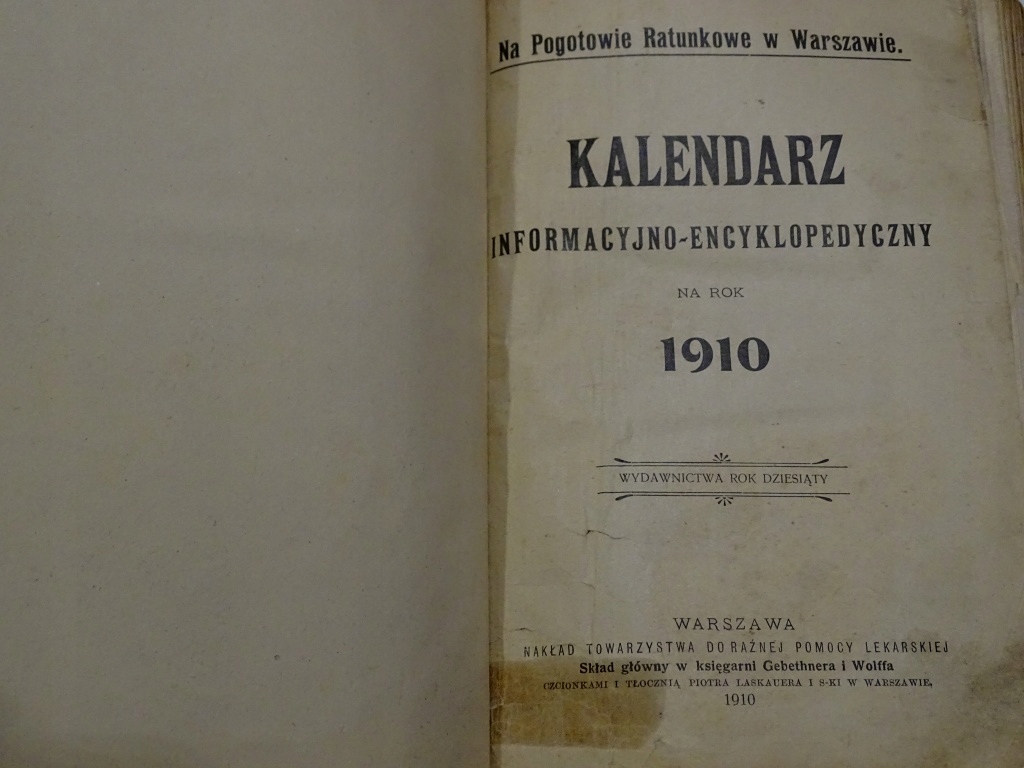 Na Pogotowie Ratunkowe w Warszawie.
KALENDARZ
INFORMACYJNO-ENCYKLOPEDYCZNY
NA ROK
1910
WYDAWNICTWA ROK DZIESIĄTY
WARSZAWA
NAKŁAD TOWARZYSTWA DORAŹNEJ POMOCY LEKARSKIEJ
Skład główny w księgarni Gebethnera i Wolffa
CZCIONKAMI I TŁOCZNIĄ PIOTRA LASKAUERA I S-KI W WARSZAWIE,
1910